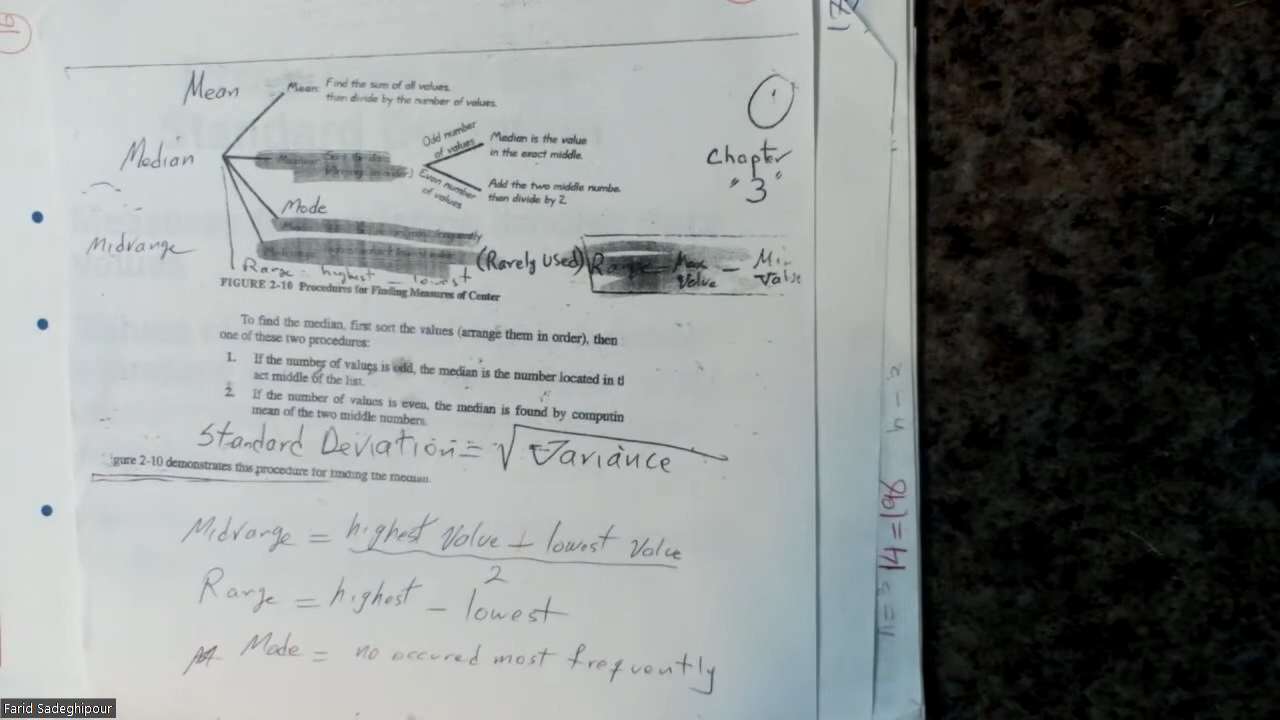 Mean
Mean: Find the sum of all values,
then divide by the number of values.
1
Chapter
"3"
Median
Odd number
of values
Median is the value
in the exact middle.
Even number
of values
Add the two middle numbe
then divide by 2.
Mode
frequently
Midrange
(Rarely Used)
Range = Max Value - Min Value
Range = highest - lowest
FIGURE 2-10 Procedures for Finding Measures of Center
To find the median, first sort the values (arrange them in order), then
one of these two procedures:
1. If the number of values is odd, the median is the number located in tl
act middle of the list.
2. If the number of values is even, the median is found by computin
mean of the two middle numbers.
Standard Deviation = √Variance
igure 2-10 demonstrates this procedure for finding the median.
Midrange = highest Value + lowest Value
2
Range = highest - lowest
Mode = no occured most frequently
14=196
n-2
Farid Sadeghipour